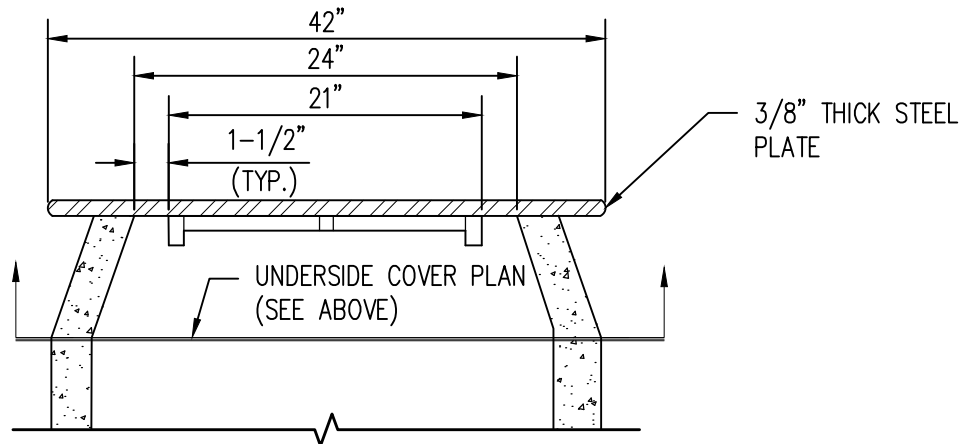 42”
24”
21”
1-1/2”
(TYP.)
3/8” THICK STEEL
PLATE
UNDERSIDE COVER PLAN
(SEE ABOVE)